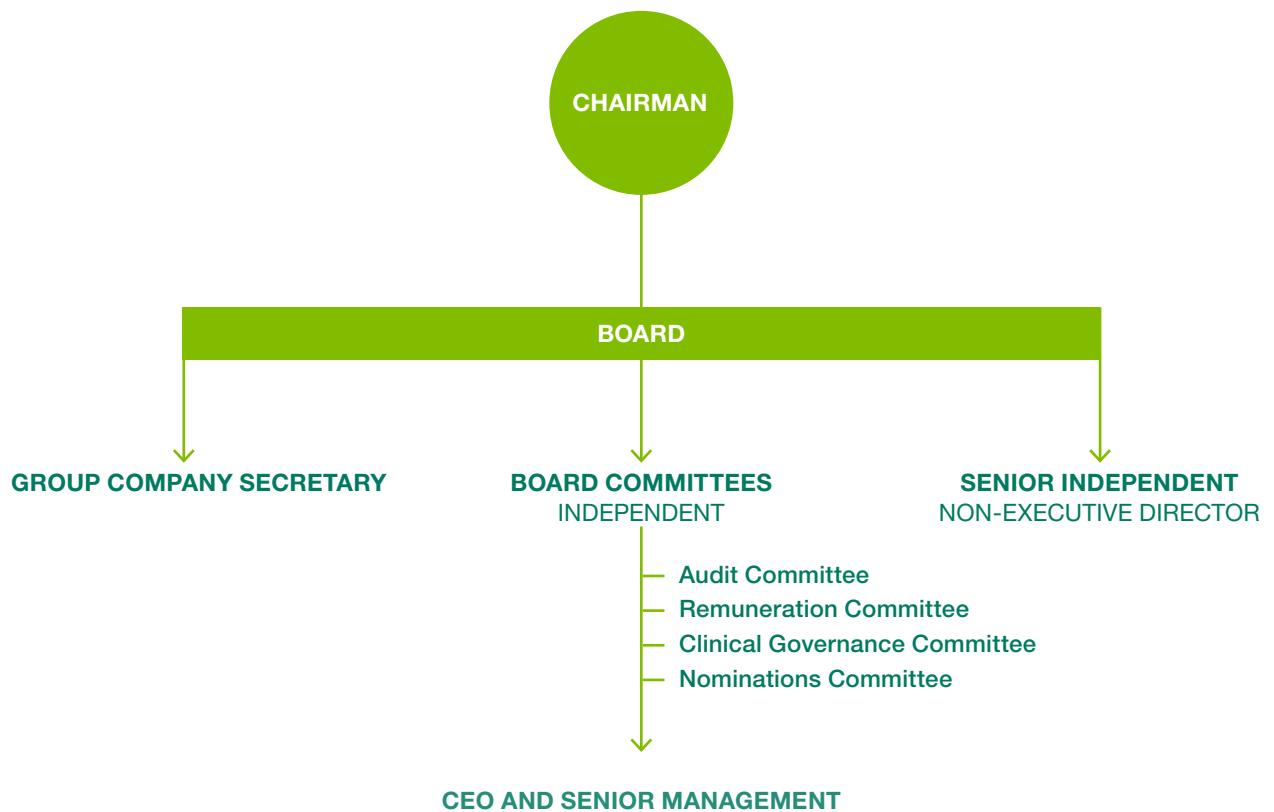 CHAIRMAN
BOARD
GROUP COMPANY SECRETARY
BOARD COMMITTEES
INDEPENDENT
SENIOR INDEPENDENT
NON-EXECUTIVE DIRECTOR
Audit Committee
Remuneration Committee
Clinical Governance Committee
Nominations Committee
CEO AND SENIOR MANAGEMENT